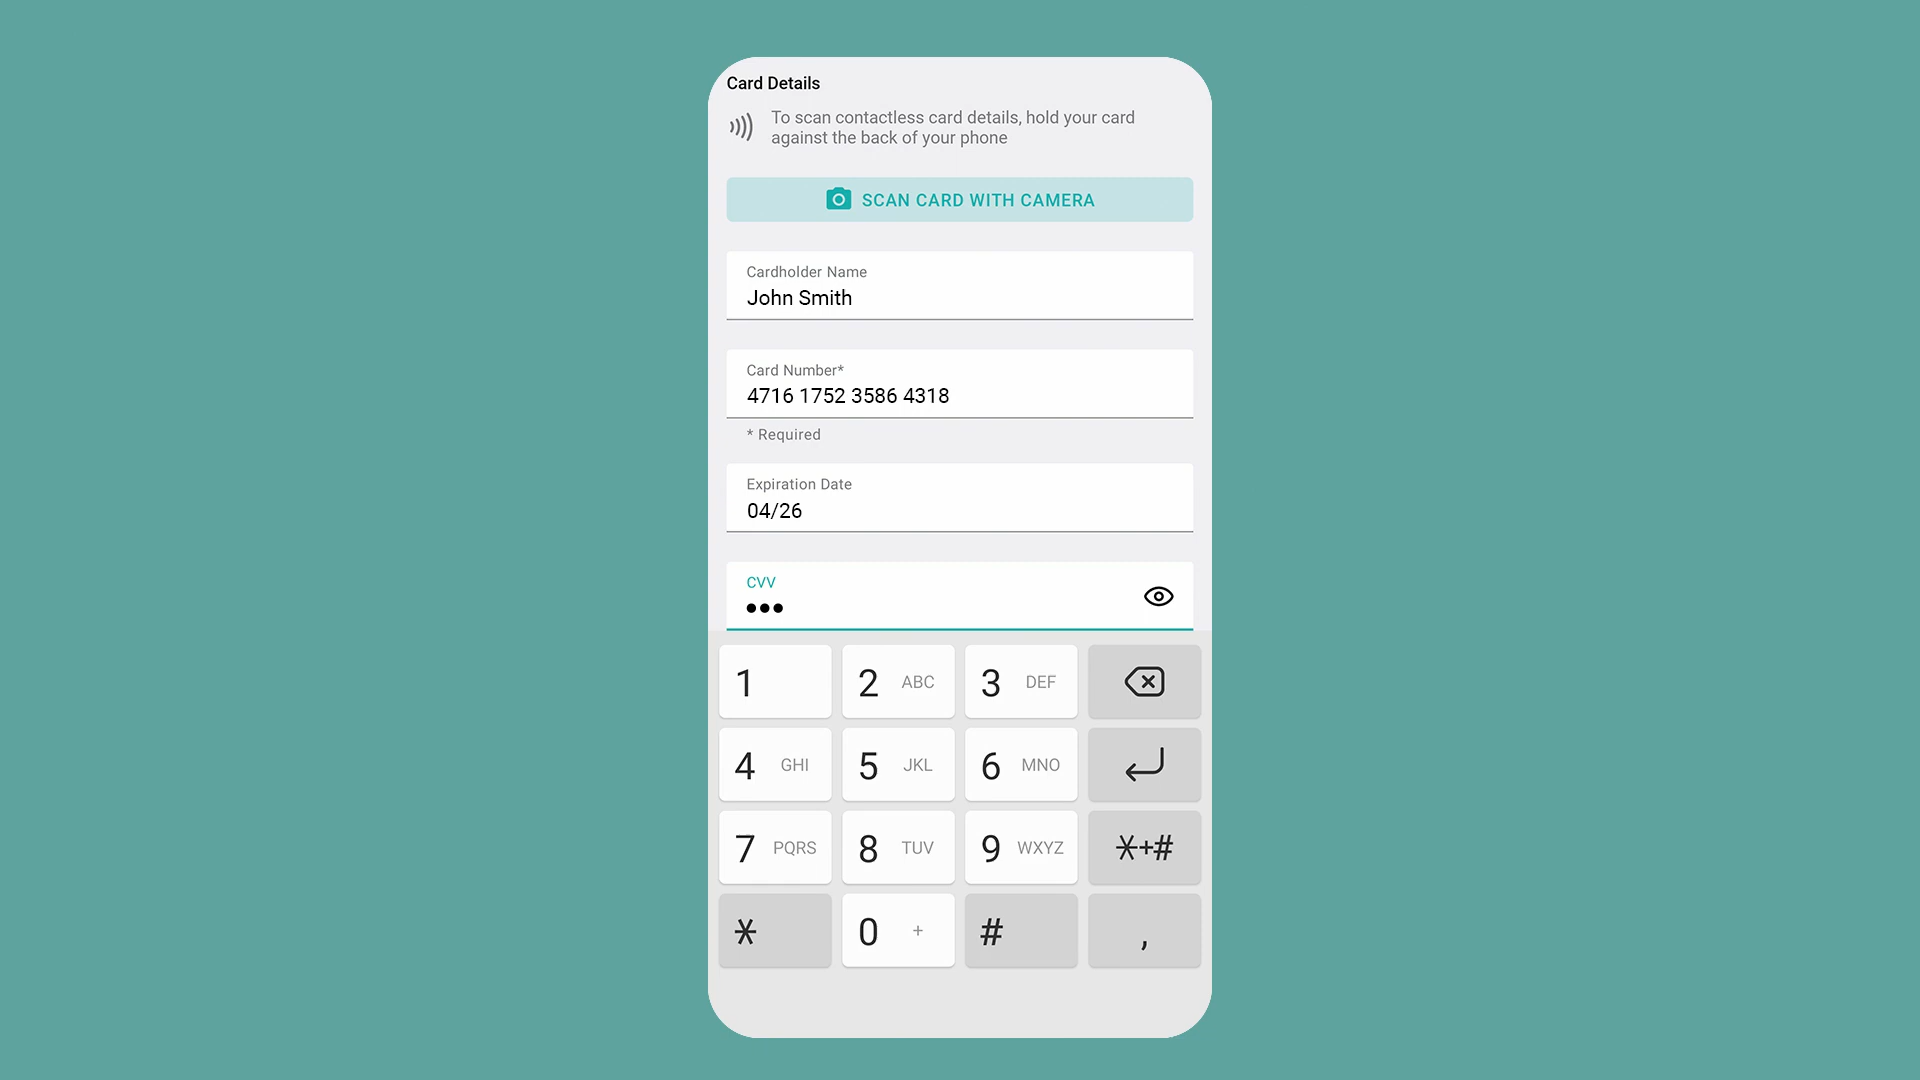 Card Details
To scan contactless card details, hold your card
against the back of your phone
SCAN CARD WITH CAMERA
Cardholder Name
John Smith
Card Number*
4716 1752 3586 4318
* Required
Expiration Date
04/26
CVV
•••
1
2 ABC
3 DEF
4 GHI
5 JKL
6 MNO
7 PQRS
8 TUV
9 WXYZ
*+#
*
0 +
#
,